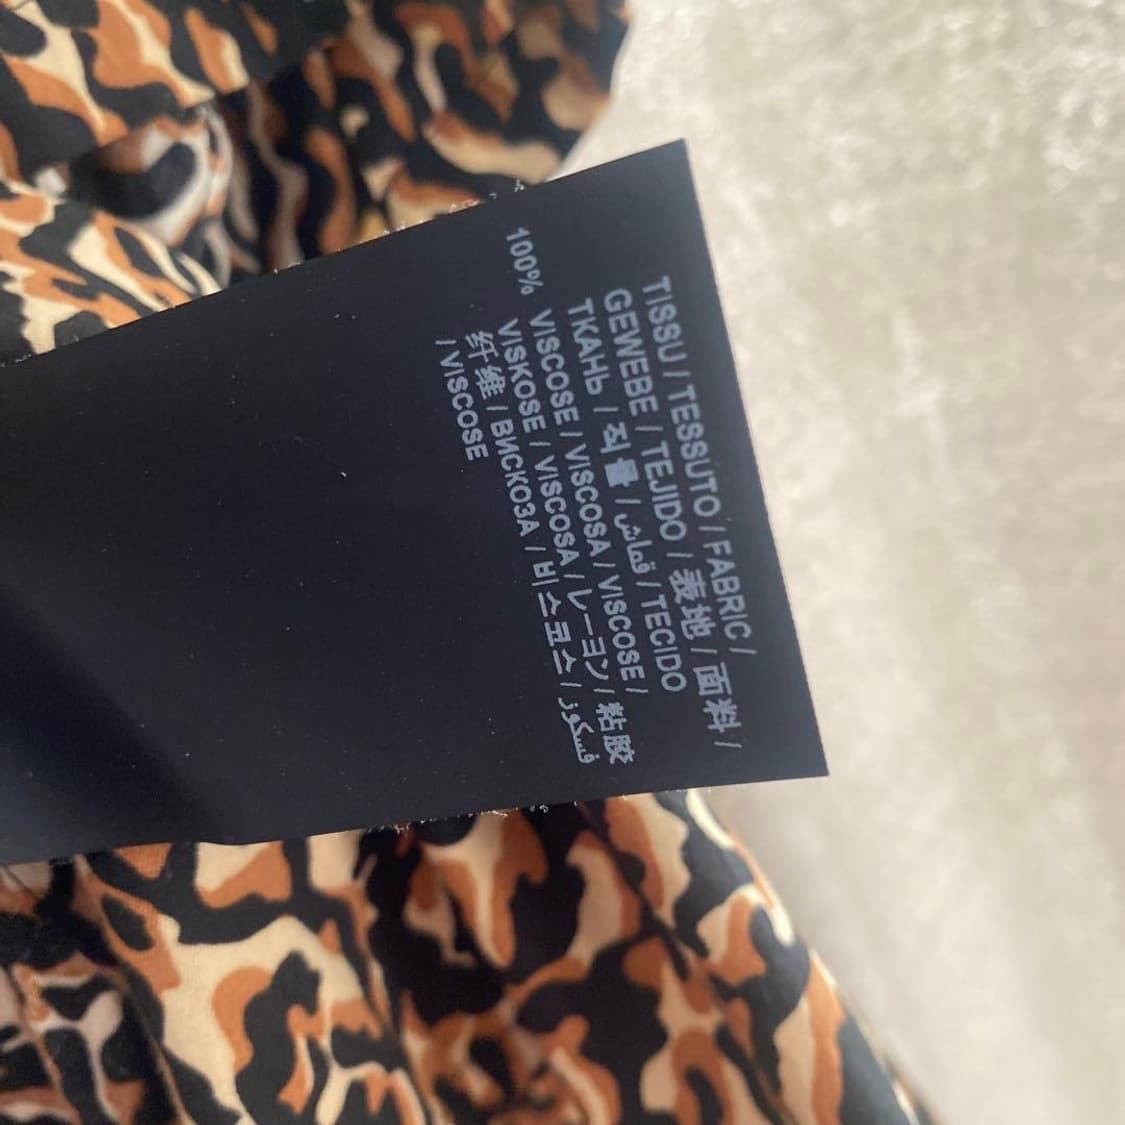 TISSU / TESSUTO / FABRIC /
GEWEBE / TEJIDO / 表地 / 面料 /
ТКАНЬ / 직물 / قماش / TECIDO
100% VISCOSE / VISCOSA / VISCOSE /
VISKOSE / VISCOSA / レーヨン / 粘胶
纤维 / ВИСКОЗА / 비스코스 / فسكوز
/ VISCOSE